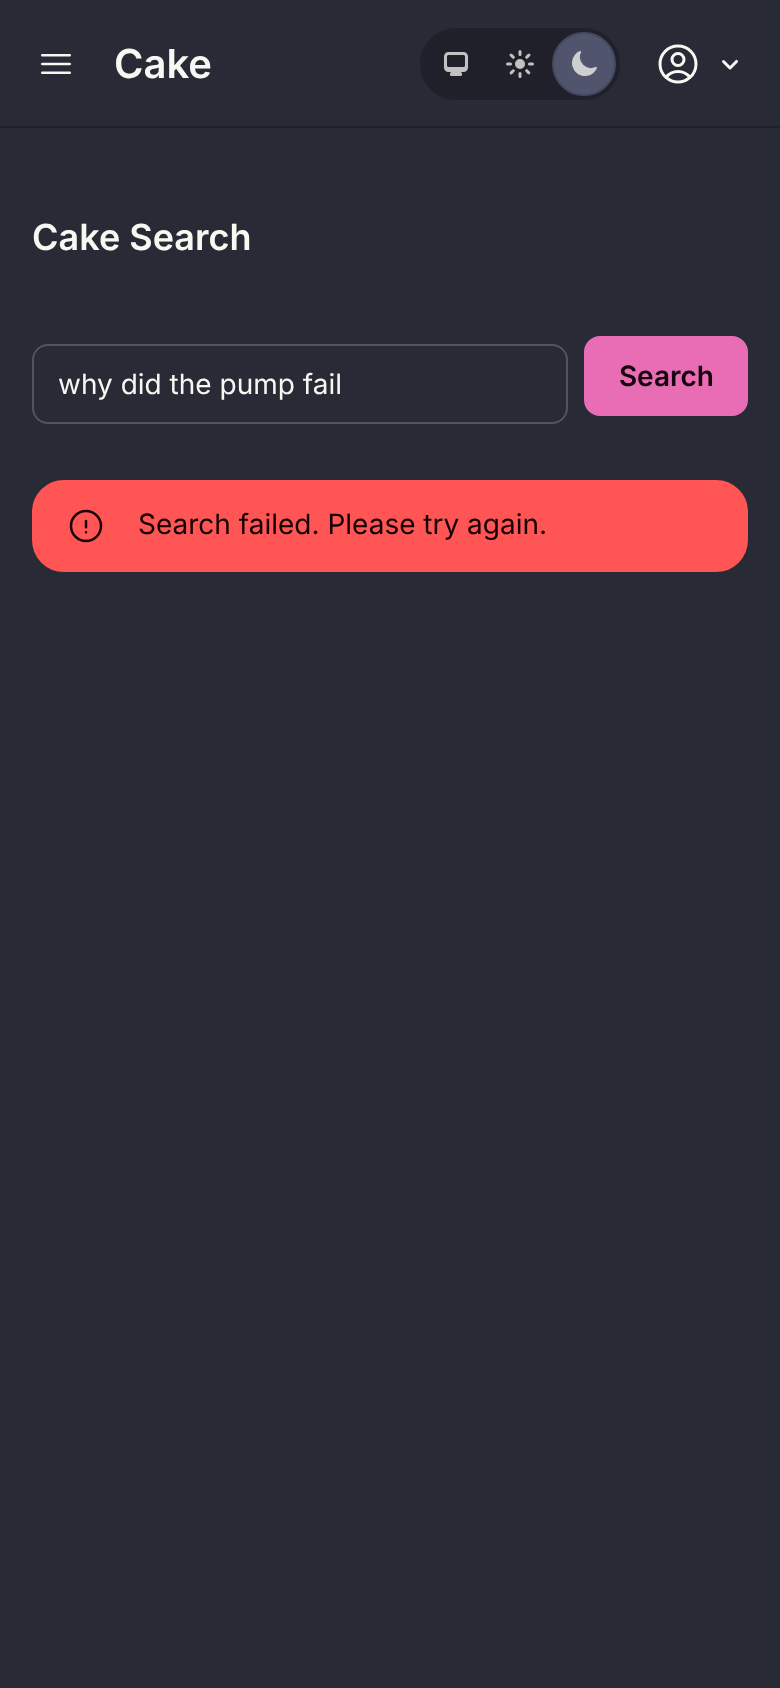 Cake
Cake Search
why did the pump fail
Search
Search failed. Please try again.